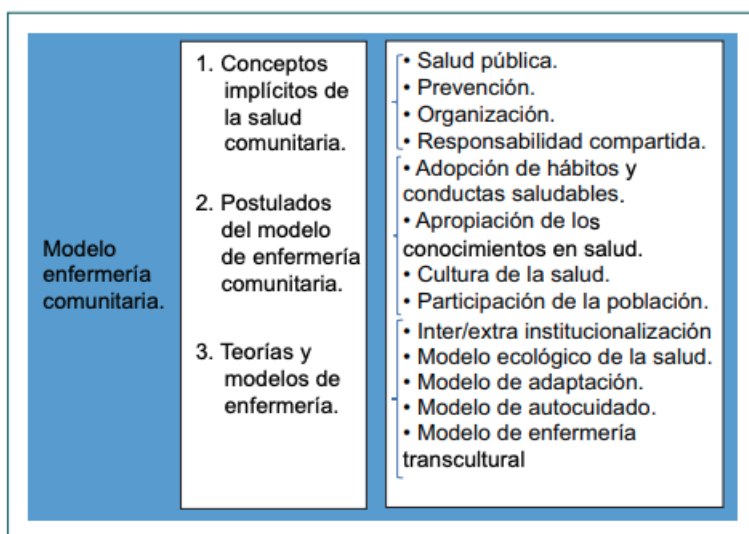 Modelo
enfermería
comunitaria.
1. Conceptos
implícitos de
la salud
comunitaria.
2. Postulados
del modelo
de enfermería
comunitaria.
3. Teorías y
modelos de
enfermería.
• Salud pública.
• Prevención.
• Organización.
• Responsabilidad compartida.
• Adopción de hábitos y
conductas saludables.
• Apropiación de los
conocimientos en salud.
• Cultura de la salud.
• Participación de la población.
• Inter/extra institucionalización
• Modelo ecológico de la salud.
• Modelo de adaptación.
• Modelo de autocuidado.
• Modelo de enfermería
transcultural